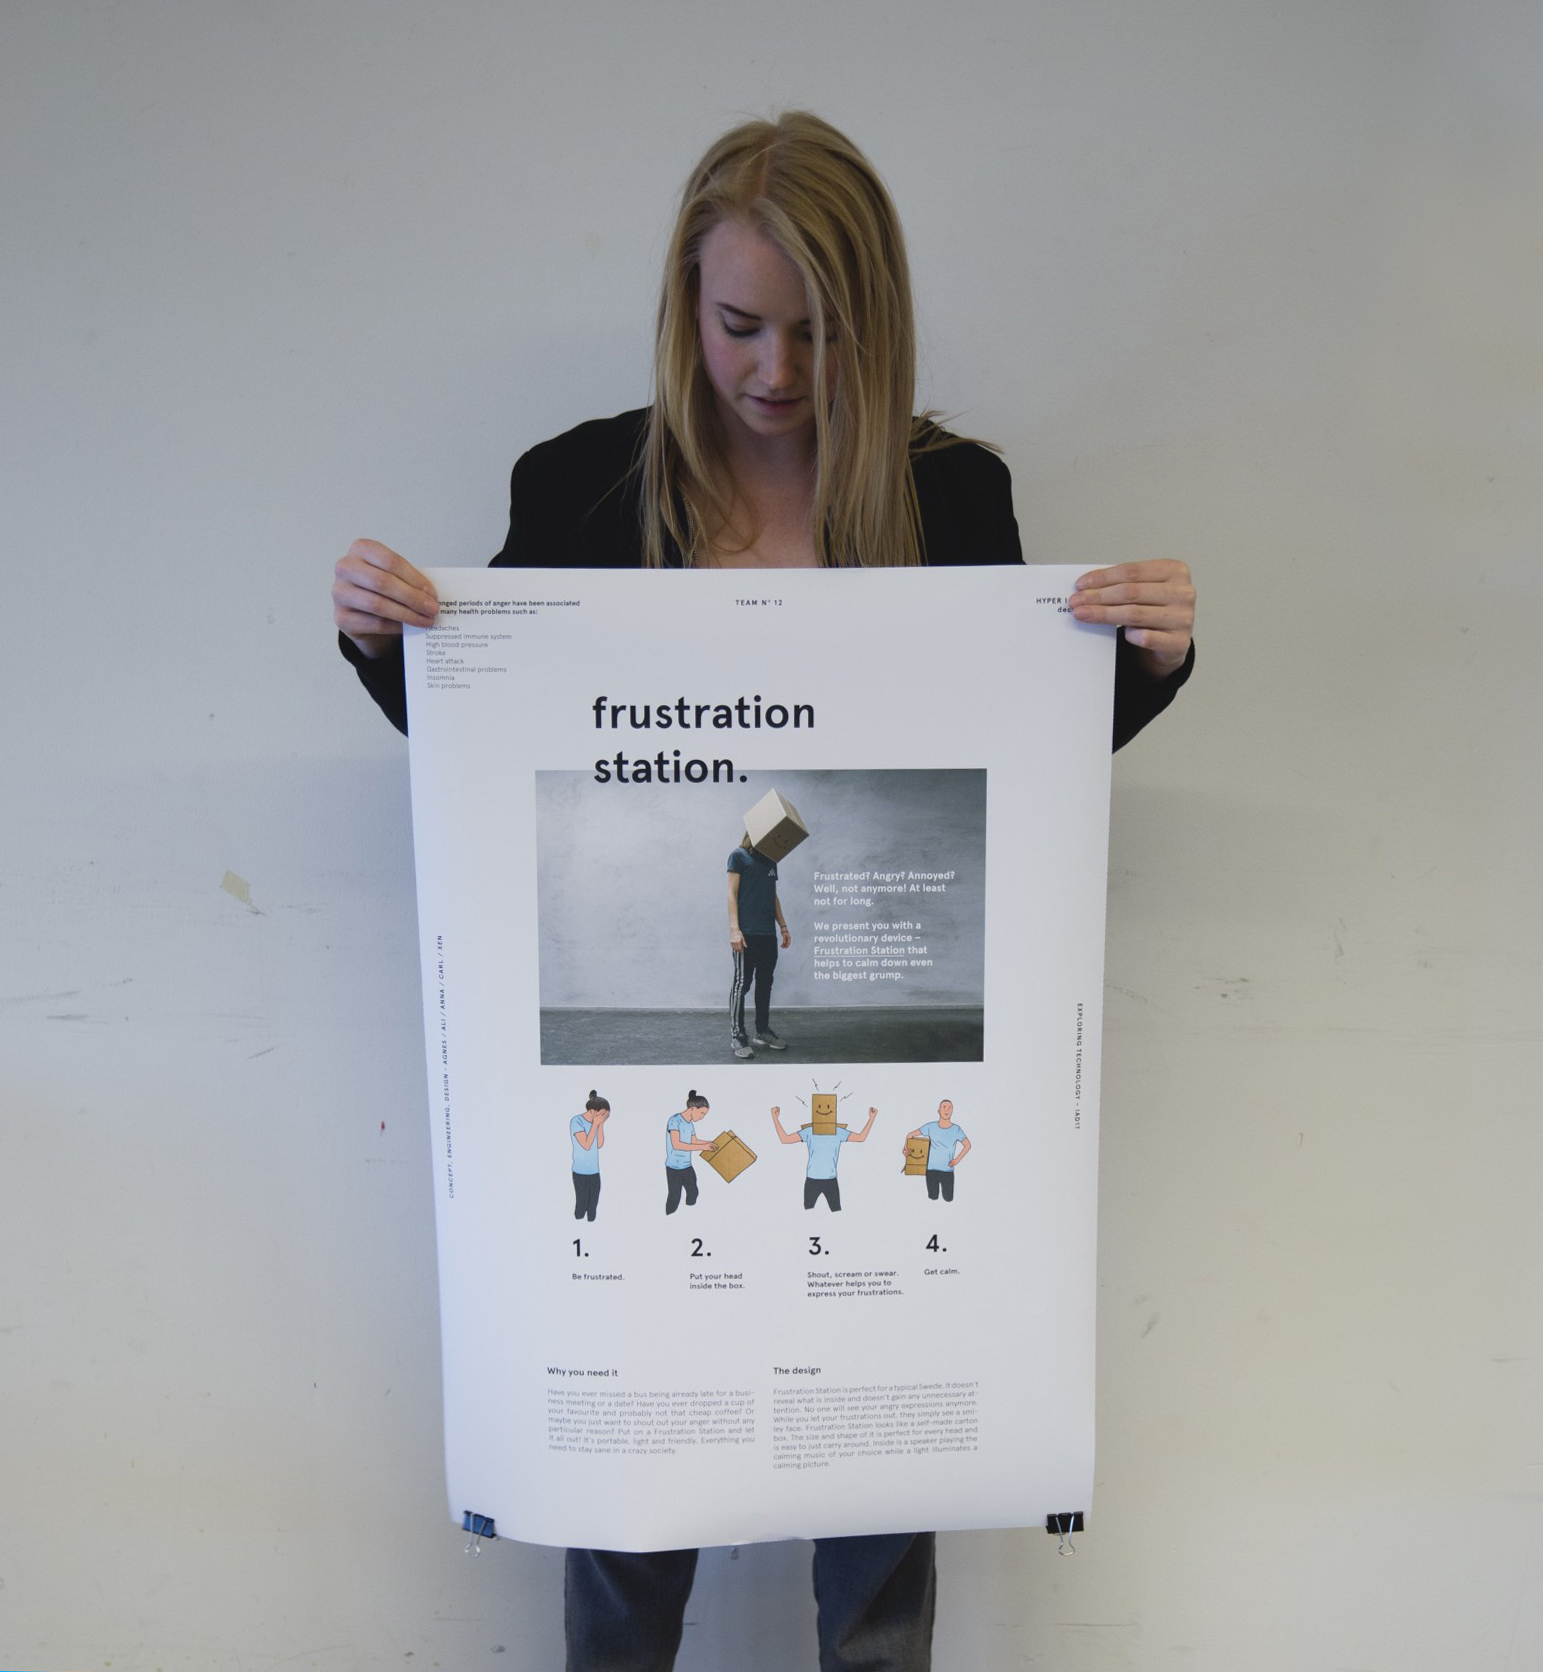 onged periods of anger have been associated
many health problems such as:
Headaches
Suppressed immune system
High blood pressure
Stroke
Heart attack
Gastrointestinal problems
Insomnia
Skin problems
TEAM N° 12
HYPER
frustration
station.
Frustrated? Angry? Annoyed?
Well, not anymore! At least
not for long.
We present you with a
revolutionary device –
Frustration Station that
helps to calm down even
the biggest grump.
CONCEPT, ENGINEERING, DESIGN - AGNES / ALI / ANNA / CARL / XEN
EXPLORING TECHNOLOGY - IAD17
1.
Be frustrated.
2.
Put your head
inside the box.
3.
Shout, scream or swear.
Whatever helps you to
express your frustrations.
4.
Get calm.
Why you need it
Have you ever missed a bus being already late for a busi-
ness meeting or a date? Have you ever dropped a cup of
your favourite and probably not that cheap coffee? Or
maybe you just want to shout out your anger without any
particular reason? Put on a Frustration Station and let
it all out! It's portable, light and friendly. Everything you
need to stay sane in a crazy society.
The design
Frustration Station is perfect for a typical Swede. It doesn't
reveal what is inside and doesn't gain any unnecessary at-
tention. No one will see your angry expressions anymore.
While you let your frustrations out, they simply see a smi-
ley face. Frustration Station looks like a self-made carton
box. The size and shape of it is perfect for every head and
is easy to just carry around. Inside is a speaker playing the
calming music of your choice while a light illuminates a
calming picture.